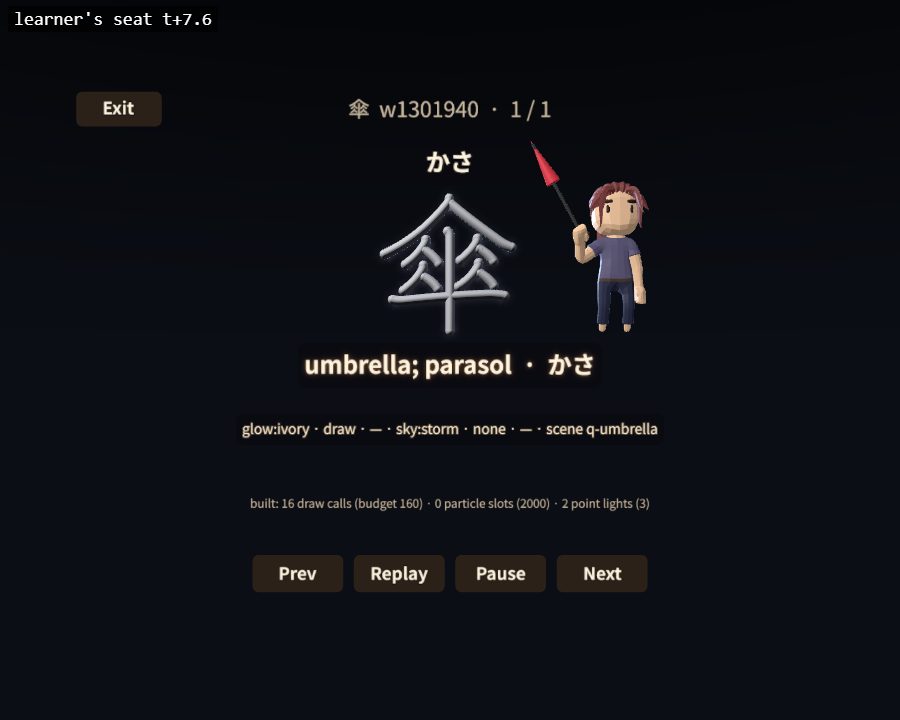 learner's seat t+7.6
Exit
傘 w1301940 · 1 / 1
かさ
傘
umbrella; parasol · かさ
glow:ivory · draw · — · sky:storm · none · — · scene q-umbrella
built: 16 draw calls (budget 160) · 0 particle slots (2000) · 2 point lights (3)
Prev Replay Pause Next